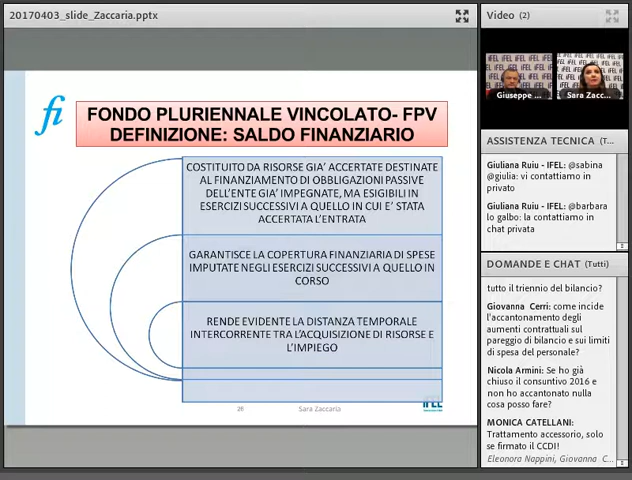 20170403_slide_Zaccaria.pptx
fi
FONDO PLURIENNALE VINCOLATO- FPV
DEFINIZIONE: SALDO FINANZIARIO
COSTITUITO DA RISORSE GIA' ACCERTATE DESTINATE
AL FINANZIAMENTO DI OBBLIGAZIONI PASSIVE
DELL'ENTE GIA' IMPEGNATE, MA ESIGIBILI IN
ESERCIZI SUCCESSIVI A QUELLO IN CUI E' STATA
ACCERTATA L'ENTRATA
GARANTISCE LA COPERTURA FINANZIARIA DI SPESE
IMPUTATE NEGLI ESERCIZI SUCCESSIVI A QUELLO IN
CORSO
RENDE EVIDENTE LA DISTANZA TEMPORALE
INTERCORRENTE TRA L'ACQUISIZIONE DI RISORSE E
L'IMPIEGO
28
Sara Zaccaria
IFEL
Video (2)
Giuseppe ...
Sara Zacc...
ASSISTENZA TECNICA (T...
Giuliana Ruiu - IFEL: @sabina
@giulia: vi contattiamo in
privato
Giuliana Ruiu - IFEL: @barbara
lo galbo: la contattiamo in
chat privata
DOMANDE E CHAT (Tutti)
tutto il triennio del bilancio?
Giovanna Cerri: come incide
l'accantonamento degli
aumenti contrattuali sul
pareggio di bilancio e sui limiti
di spesa del personale?
Nicola Armini: Se ho già
chiuso il consuntivo 2016 e
non ho accantonato nulla
cosa posso fare?
MONICA CATELLANI:
Trattamento accessorio, solo
se firmato il CCDI!
Eleonora Nappini, Giovanna C...